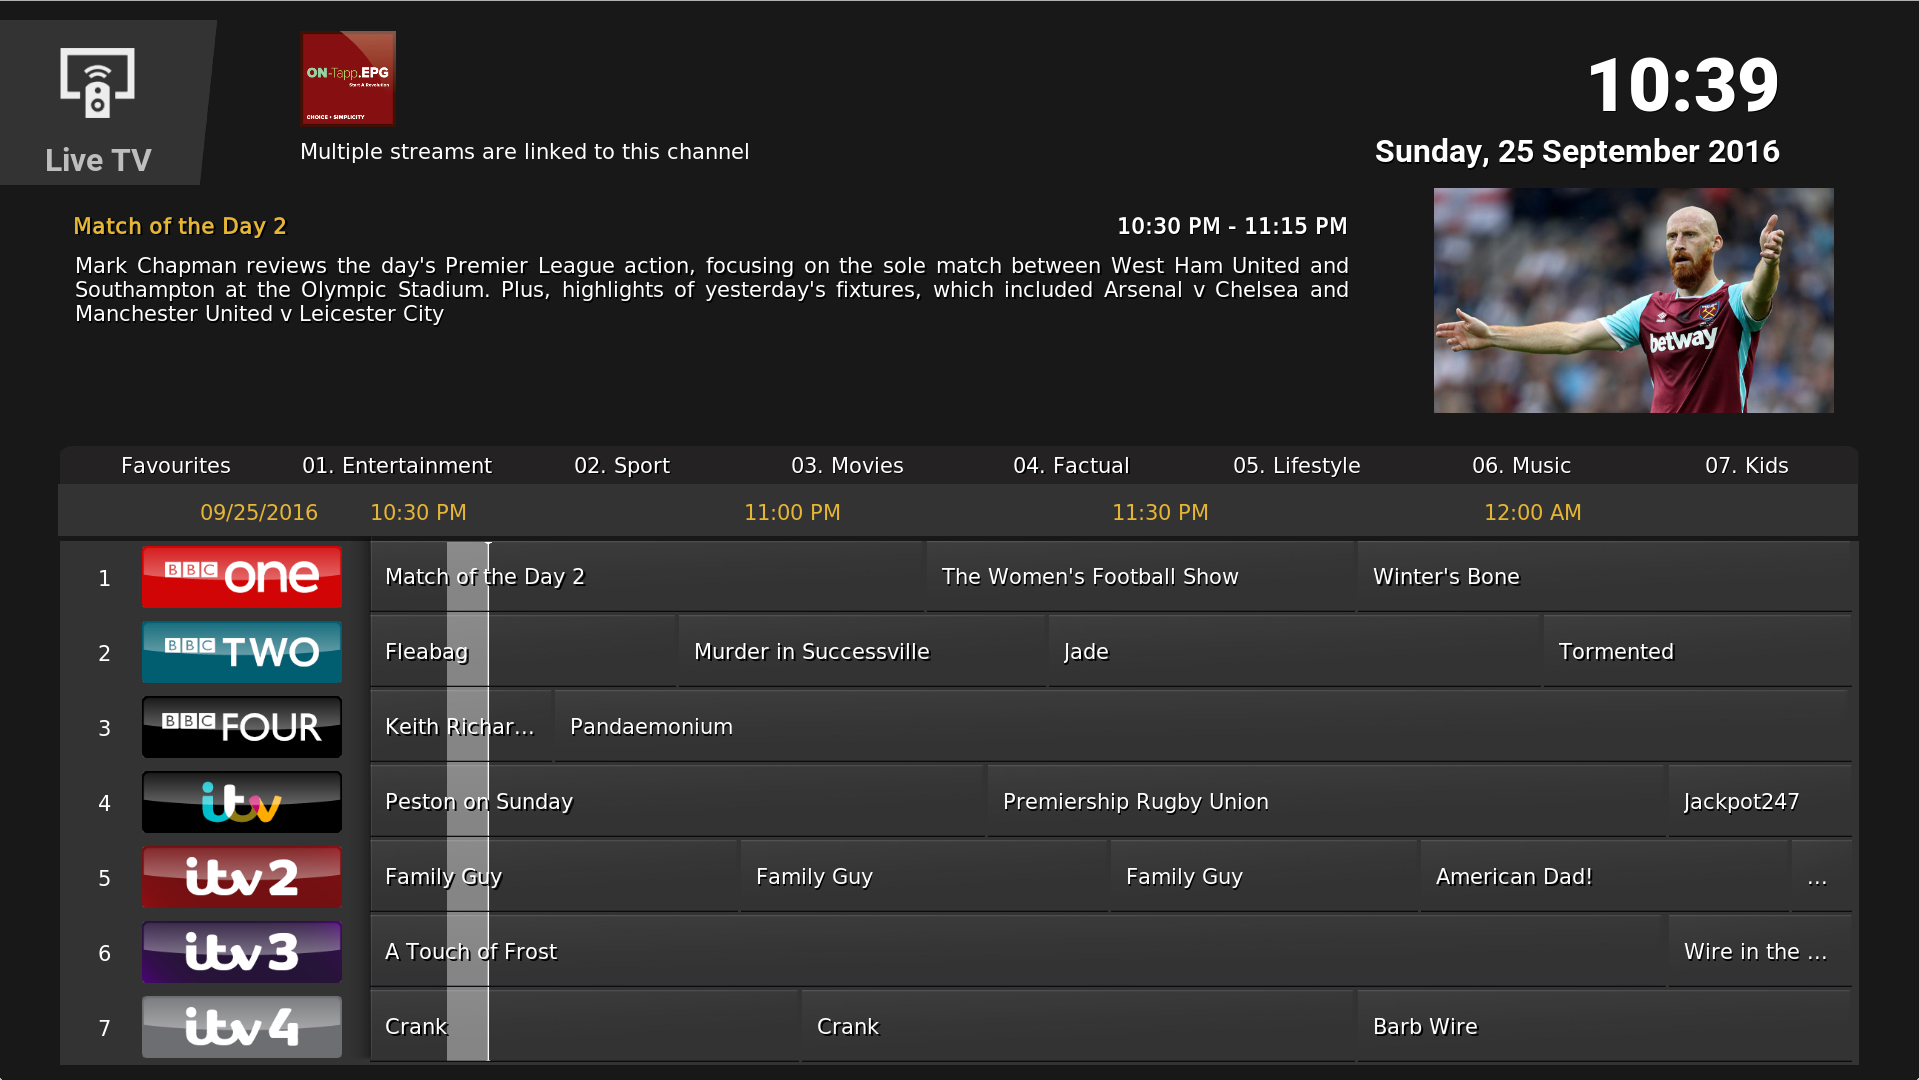 Live TV
ON-Tapp.EPG
Start A Revolution
CHOICE • SIMPLICITY
Multiple streams are linked to this channel
10:39
Sunday, 25 September 2016
Match of the Day 2
10:30 PM - 11:15 PM
Mark Chapman reviews the day's Premier League action, focusing on the sole match between West Ham United and
Southampton at the Olympic Stadium. Plus, highlights of yesterday's fixtures, which included Arsenal v Chelsea and
Manchester United v Leicester City
betway
Favourites 01. Entertainment 02. Sport 03. Movies 04. Factual 05. Lifestyle 06. Music 07. Kids
09/25/2016 10:30 PM 11:00 PM 11:30 PM 12:00 AM
1 BBC one Match of the Day 2 The Women's Football Show Winter's Bone
2 BBC TWO Fleabag Murder in Successville Jade Tormented
3 BBC FOUR Keith Richar... Pandaemonium
4 itv Peston on Sunday Premiership Rugby Union Jackpot247
5 itv2 Family Guy Family Guy Family Guy American Dad! ...
6 itv3 A Touch of Frost Wire in the ...
7 itv4 Crank Crank Barb Wire